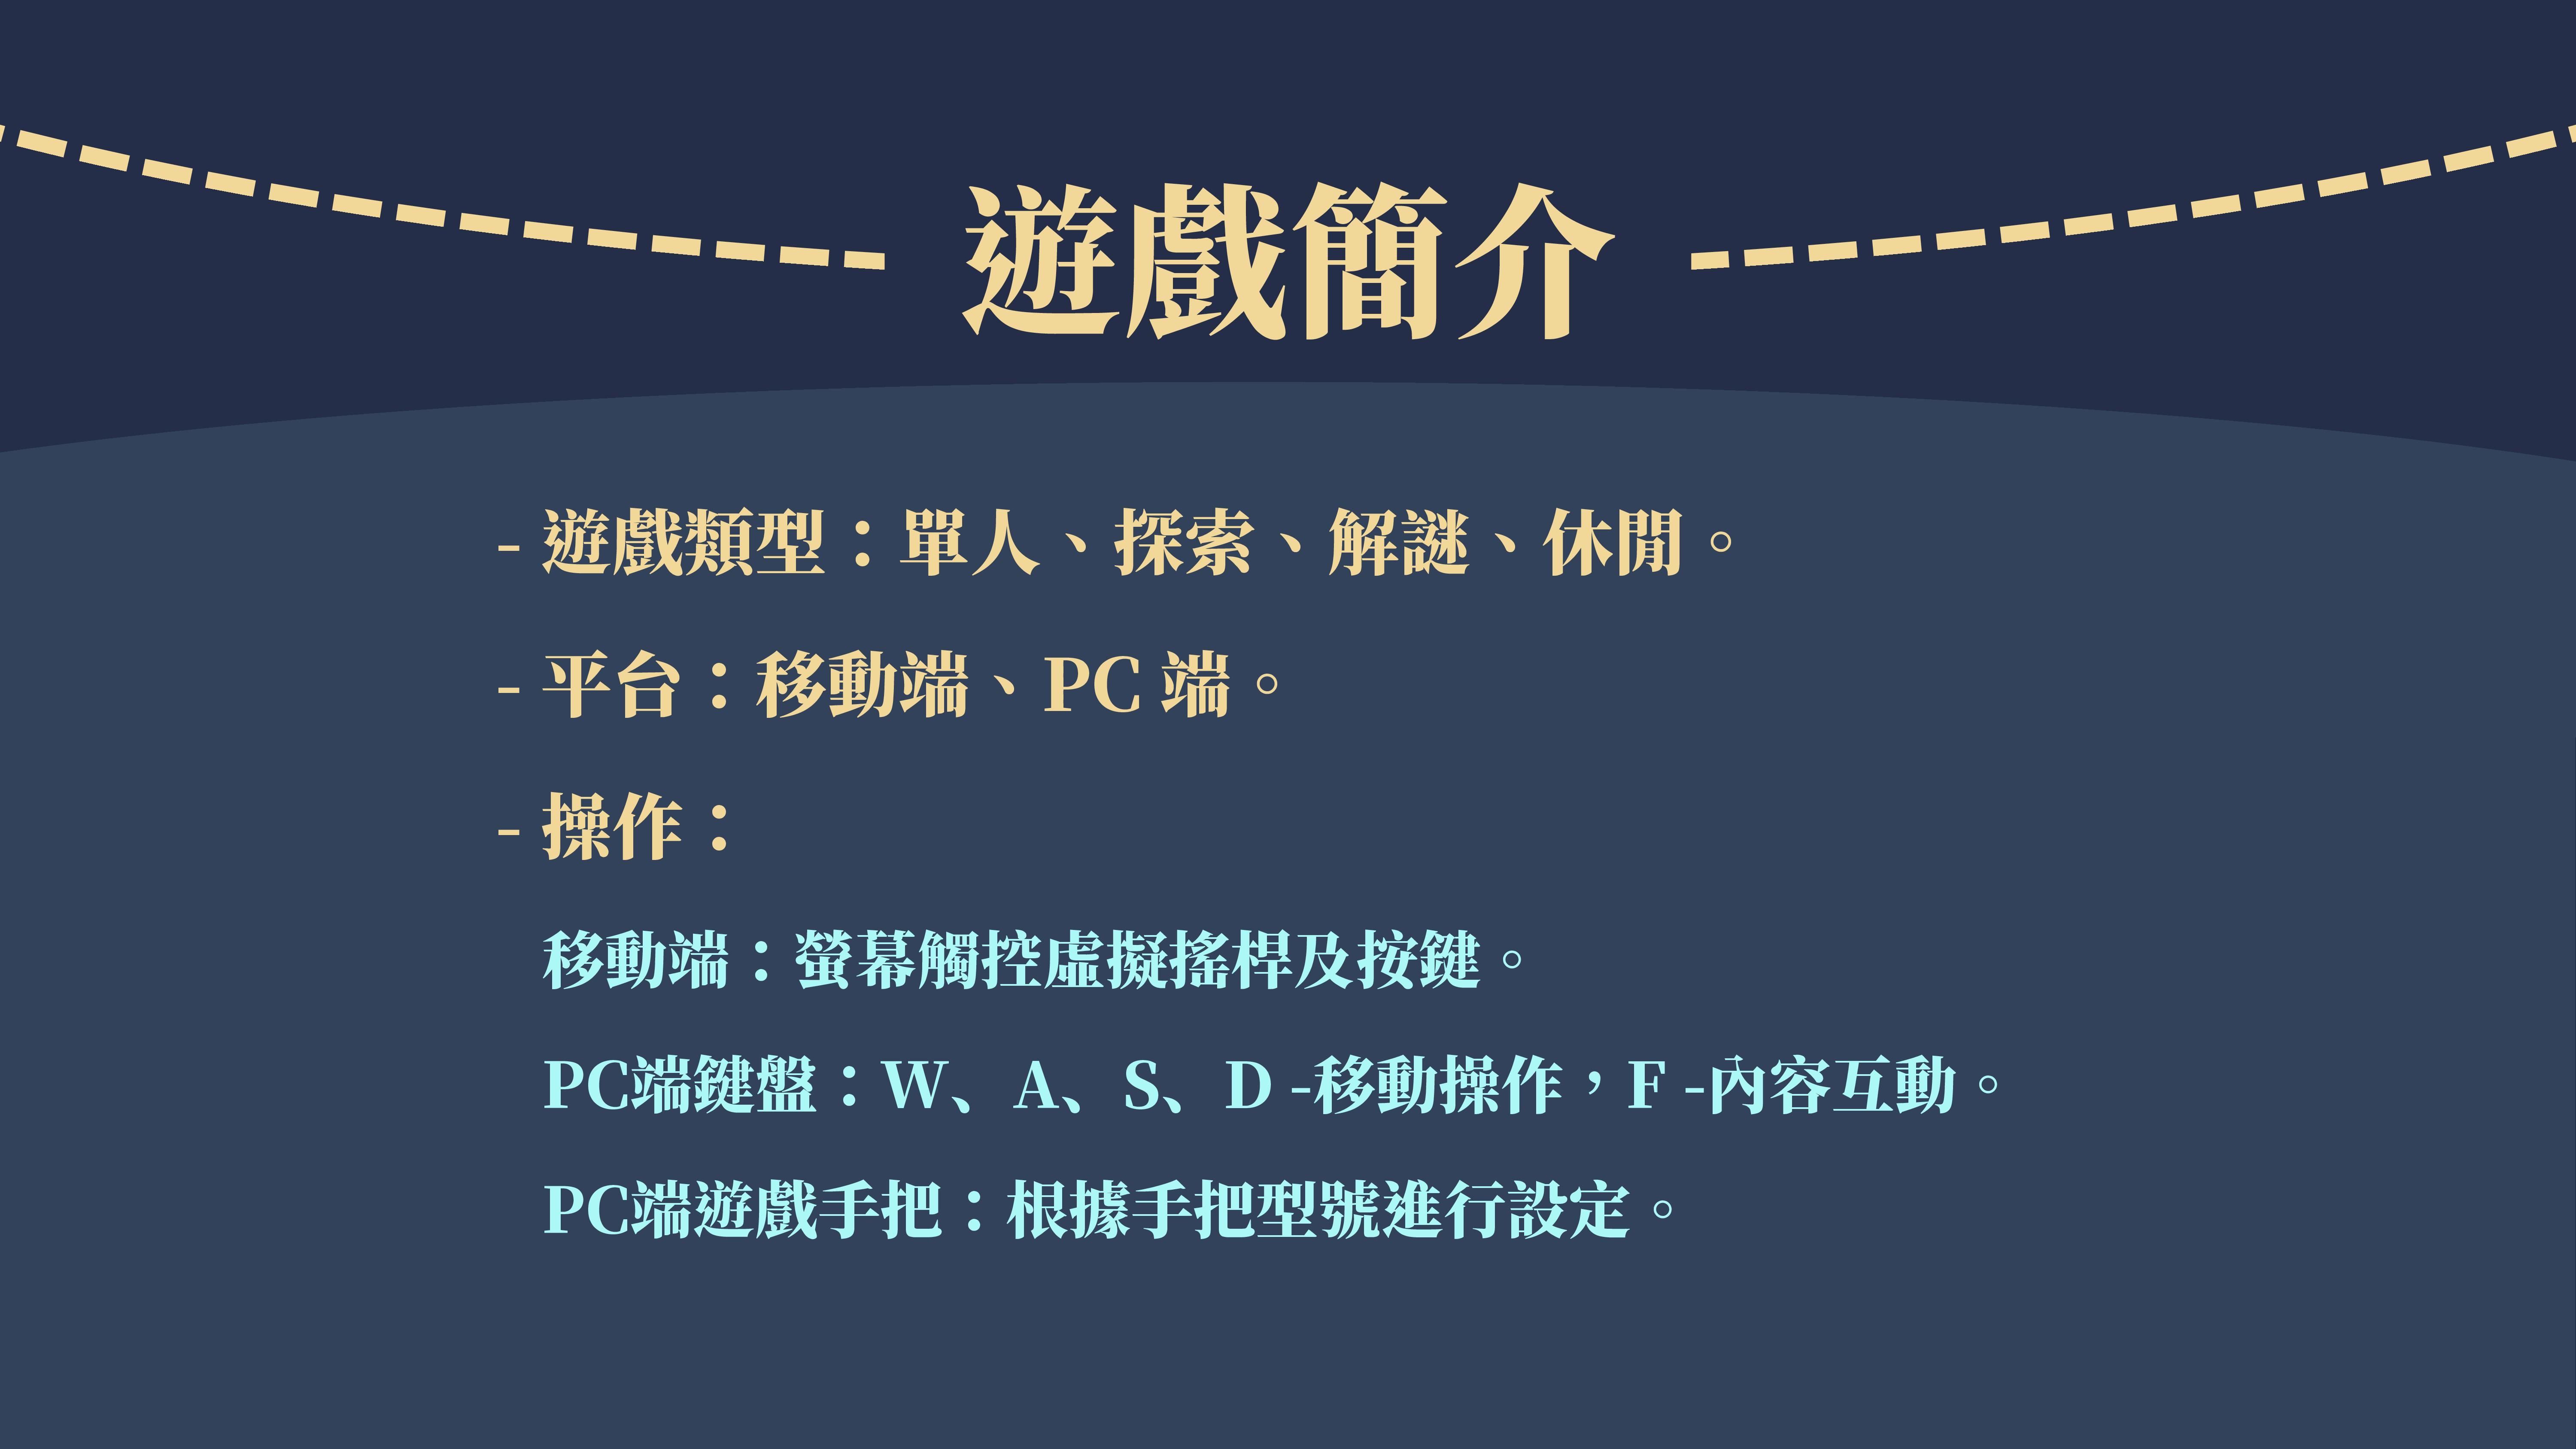 遊戲簡介
- 遊戲類型：單人、探索、解謎、休閒。
- 平台：移動端、PC 端。
- 操作：
移動端：螢幕觸控虛擬搖桿及按鍵。
PC端鍵盤：W、A、S、D -移動操作，F -內容互動。
PC端遊戲手把：根據手把型號進行設定。